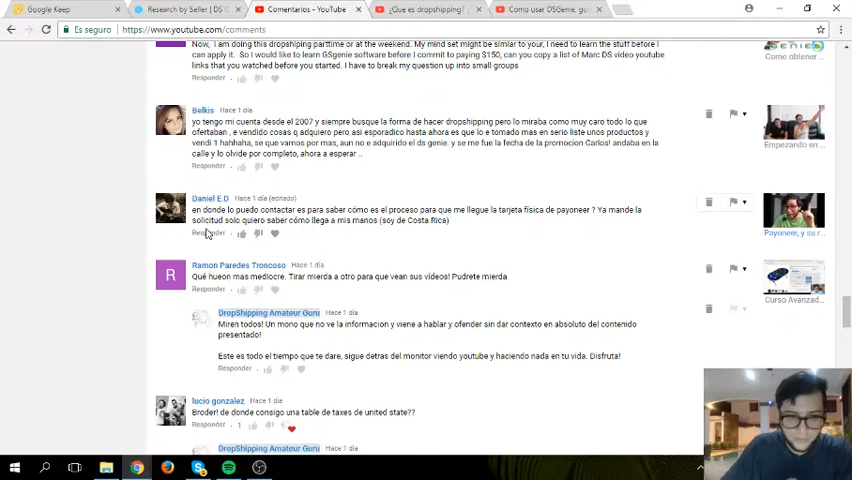 Google Keep
Research by Seller | DS G
Comentarios - YouTube
¿Que es dropshipping?
Como usar DSGenie, gu
Es seguro
https://www.youtube.com/comments
Now, I am doing this dropshiping parttime or at the weekend. My mind set might be simlar to your, I need to learn the stuff before I
can apply it. So I would like to learn GSgenie software before I commit to paying $150, can you copy a list of Marc DS video youtube
links that you watched before you started. I have to break my question up into small groups
Responder
Como obtener
Belkis Hace 1 día
yo tengo mi cuenta desde el 2007 y siempre busque la forma de hacer dropshipping pero lo miraba como muy caro todo lo que
ofertaban , e vendido cosas q adquiero pero asi esporadico hasta ahora es que lo e tomado mas en serio liste unos productos y
vendi 1 hahhaha, se que vamos por mas, aun no e adquirido el ds genie. y se me fue la fecha de la promocion Carlos! andaba en la
calle y lo olvide por completo, ahora a esperar ..
Responder
Empezando en
Daniel E.D Hace 1 día (editado)
en donde lo puedo contactar es para saber cómo es el proceso para que me llegue la tarjeta física de payoneer ? Ya mande la
solicitud solo quiero saber cómo llega a mis manos (soy de Costa Rica)
Responder
Payoneer, y su r
R
Ramon Paredes Troncoso Hace 1 día
Qué hueon mas mediocre. Tirar mierda a otro para que vean sus vídeos! Pudrete mierda
Responder
Curso Avanzad
DropShipping Amateur Guru Hace 1 día
Miren todos! Un mono que no ve la informacion y viene a hablar y ofender sin dar contexto en absoluto del contenido
presentado!
Este es todo el tiempo que te dare, sigue detras del monitor viendo youtube y haciendo nada en tu vida. Disfruta!
Responder
lucio gonzalez Hace 1 día
Broder! de donde consigo una table de taxes de united state??
Responder 1
DropShipping Amateur Guru Hace 1 día